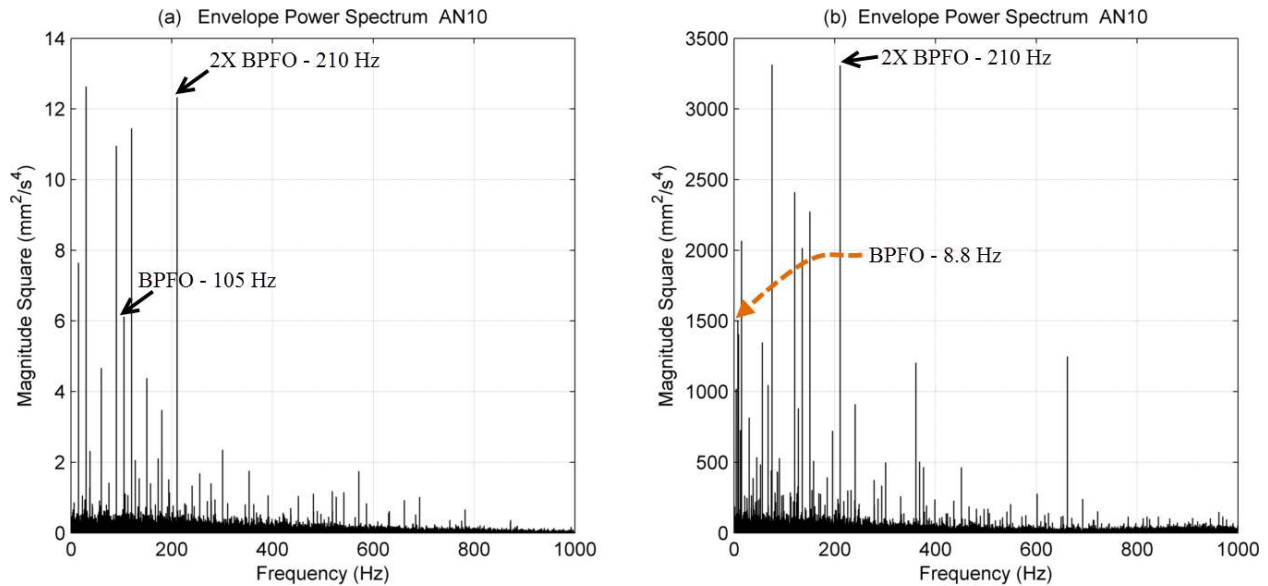 (a) Envelope Power Spectrum AN10
14
12
10
8
6
4
2
0
Magnitude Square (mm²/s⁴)
2X BPFO - 210 Hz
BPFO - 105 Hz
0 200 400 600 800 1000
Frequency (Hz)
(b) Envelope Power Spectrum AN10
3500
3000
2500
2000
1500
1000
500
0
Magnitude Square (mm²/s⁴)
2X BPFO - 210 Hz
BPFO - 8.8 Hz
0 200 400 600 800 1000
Frequency (Hz)